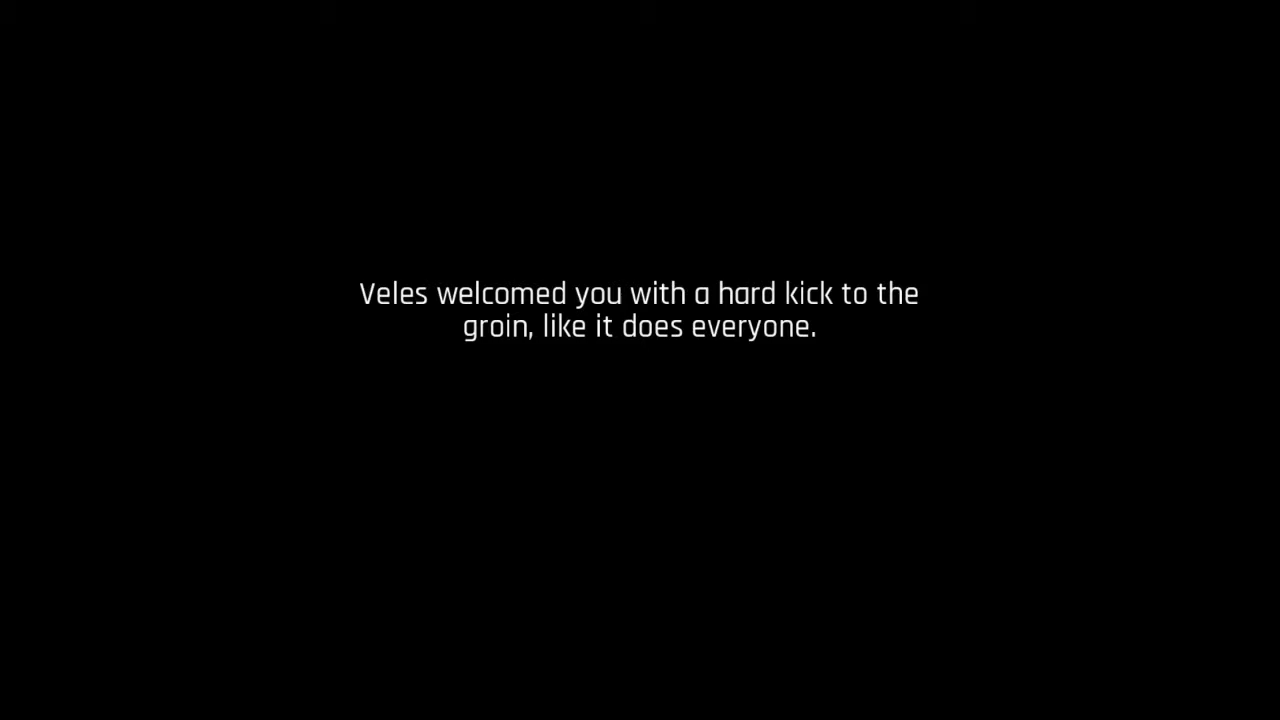 Veles welcomed you with a hard kick to the
groin, like it does everyone.